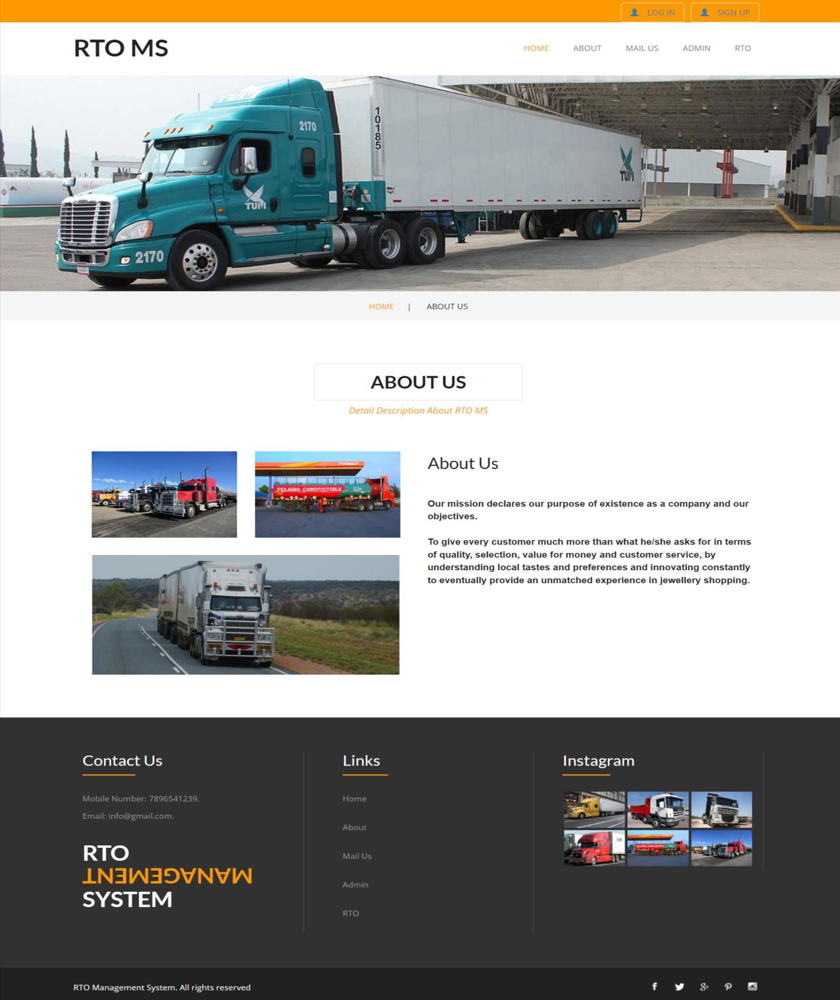 LOG IN
SIGN UP
RTO MS
HOME
ABOUT
MAIL US
ADMIN
RTO
TUM
2170
10185
TUM
TUM
2170
HOME | ABOUT US
ABOUT US
Detail Description About RTO MS
PRIMAX
PELIGRO COMBUSTIBLE
ROAD TRAIN
About Us
Our mission declares our purpose of existence as a company and our
objectives.
To give every customer much more than what he/she asks for in terms
of quality, selection, value for money and customer service, by
understanding local tastes and preferences and innovating constantly
to eventually provide an unmatched experience in jewellery shopping.
Contact Us
Mobile Number: 7896541239.
Email: info@gmail.com.
RTO
MANAGEMENT
SYSTEM
Links
Home
About
Mail Us
Admin
RTO
Instagram
RTO Management System. All rights reserved